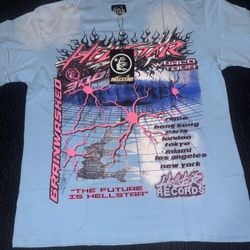 HELLSTAR
WORLD
TOUR
HELLSTAR
BRAINWASHED
rome
hong kong
paris
london
tokyo
miami
los angeles
new york
RECORDS
"THE FUTURE
IS HELLSTAR"